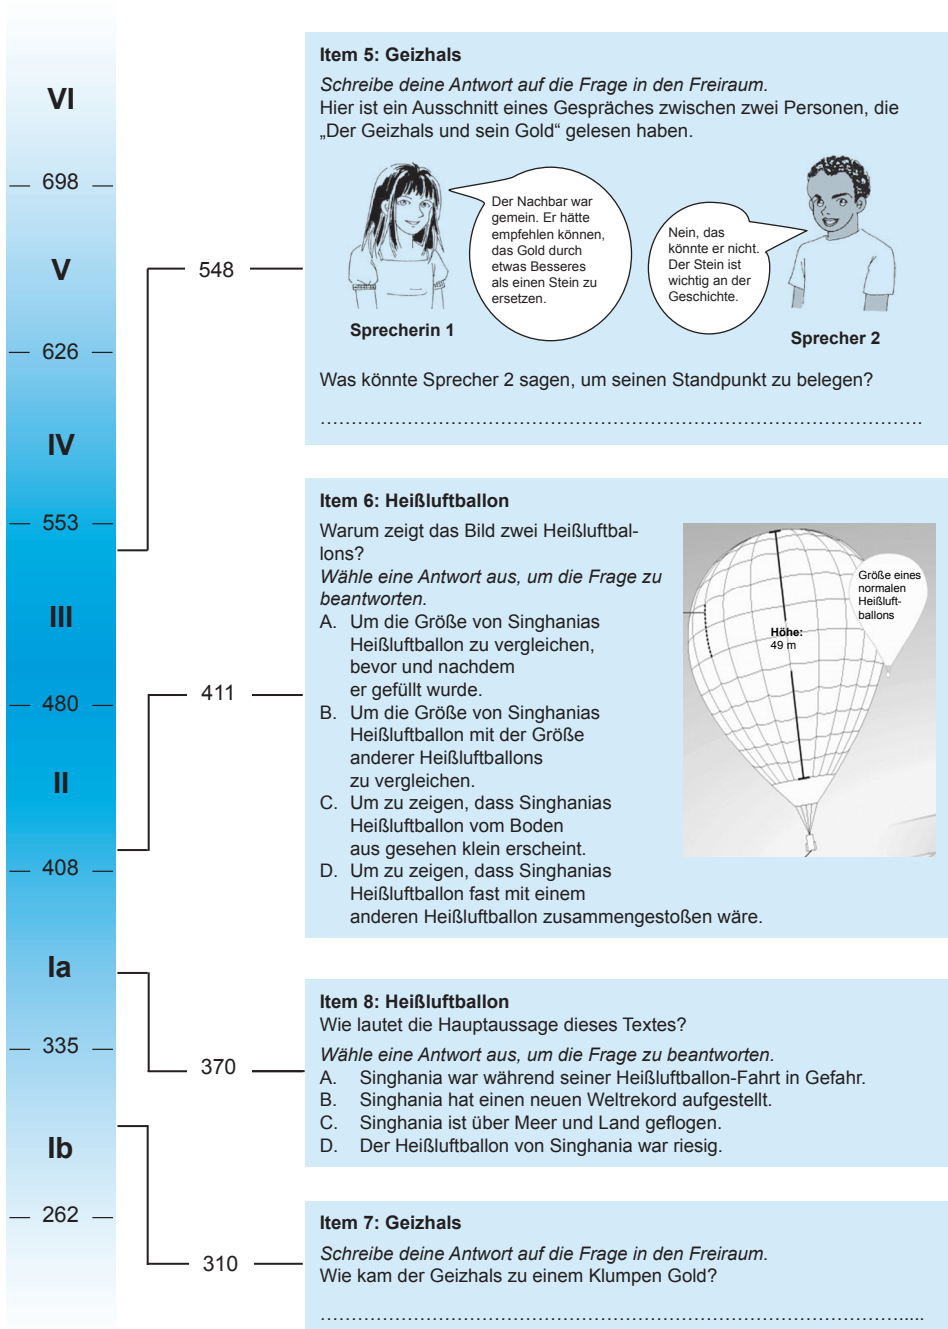 VI
698
V
626
IV
553
III
480
II
408
Ia
335
Ib
262
548
411
370
310
Item 5: Geizhals
Schreibe deine Antwort auf die Frage in den Freiraum.
Hier ist ein Ausschnitt eines Gespräches zwischen zwei Personen, die
„Der Geizhals und sein Gold“ gelesen haben.
Der Nachbar war
gemein. Er hätte
empfehlen können,
das Gold durch
etwas Besseres
als einen Stein zu
ersetzen.
Nein, das
könnte er nicht.
Der Stein ist
wichtig an der
Geschichte.
Sprecherin 1
Sprecher 2
Was könnte Sprecher 2 sagen, um seinen Standpunkt zu belegen?
Item 6: Heißluftballon
Warum zeigt das Bild zwei Heißluftbal-
lons?
Wähle eine Antwort aus, um die Frage zu
beantworten.
A. Um die Größe von Singhanias
Heißluftballon zu vergleichen,
bevor und nachdem
er gefüllt wurde.
B. Um die Größe von Singhanias
Heißluftballon mit der Größe
anderer Heißluftballons
zu vergleichen.
C. Um zu zeigen, dass Singhanias
Heißluftballon vom Boden
aus gesehen klein erscheint.
D. Um zu zeigen, dass Singhanias
Heißluftballon fast mit einem
anderen Heißluftballon zusammengestoßen wäre.
Größe eines
normalen
Heißluft-
ballons
Höhe:
49 m
Item 8: Heißluftballon
Wie lautet die Hauptaussage dieses Textes?
Wähle eine Antwort aus, um die Frage zu beantworten.
A. Singhania war während seiner Heißluftballon-Fahrt in Gefahr.
B. Singhania hat einen neuen Weltrekord aufgestellt.
C. Singhania ist über Meer und Land geflogen.
D. Der Heißluftballon von Singhania war riesig.
Item 7: Geizhals
Schreibe deine Antwort auf die Frage in den Freiraum.
Wie kam der Geizhals zu einem Klumpen Gold?